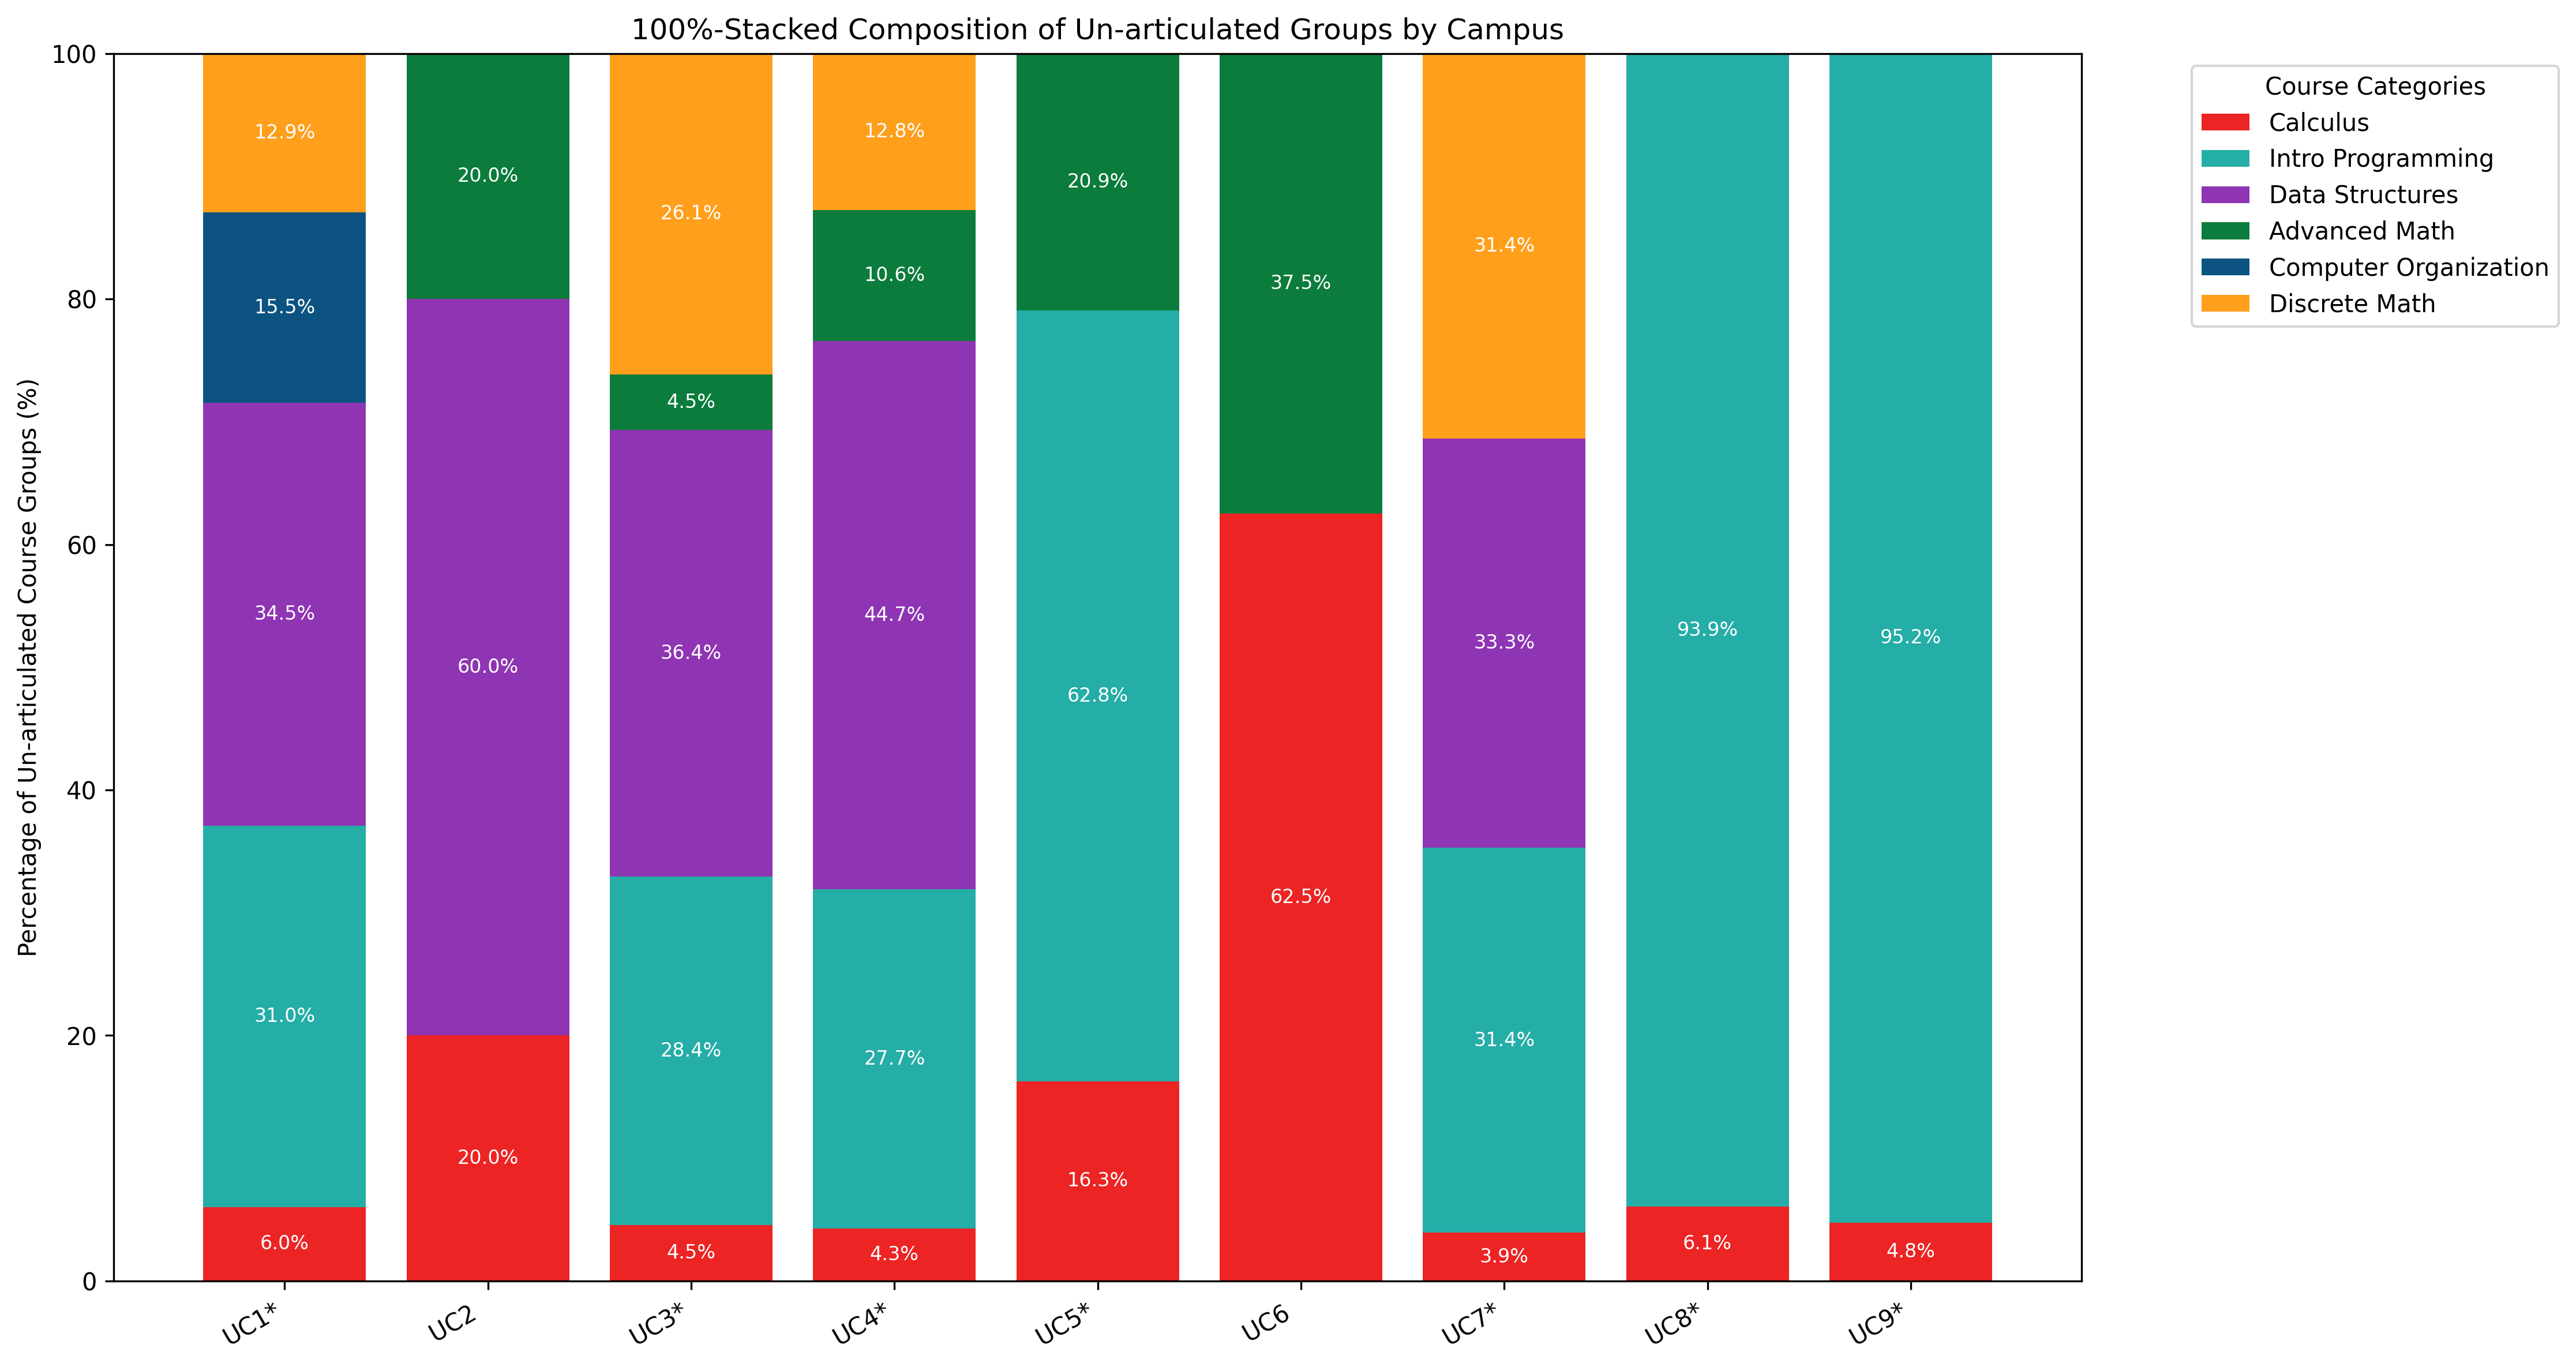 100%-Stacked Composition of Un-articulated Groups by Campus
Percentage of Un-articulated Course Groups (%)
100
80
60
40
20
0
12.9%
15.5%
34.5%
31.0%
6.0%
20.0%
60.0%
20.0%
26.1%
4.5%
36.4%
28.4%
4.5%
12.8%
10.6%
44.7%
27.7%
4.3%
20.9%
62.8%
16.3%
37.5%
62.5%
31.4%
33.3%
31.4%
3.9%
93.9%
6.1%
95.2%
4.8%
UC1*
UC2
UC3*
UC4*
UC5*
UC6
UC7*
UC8*
UC9*
Course Categories
Calculus
Intro Programming
Data Structures
Advanced Math
Computer Organization
Discrete Math